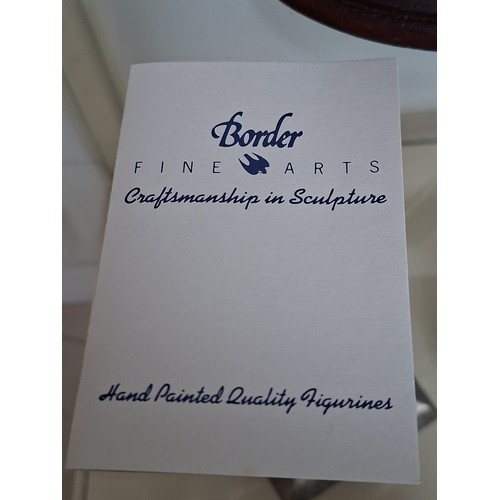 Border
FINE ARTS
Craftsmanship in Sculpture
Hand Painted Quality Figurines